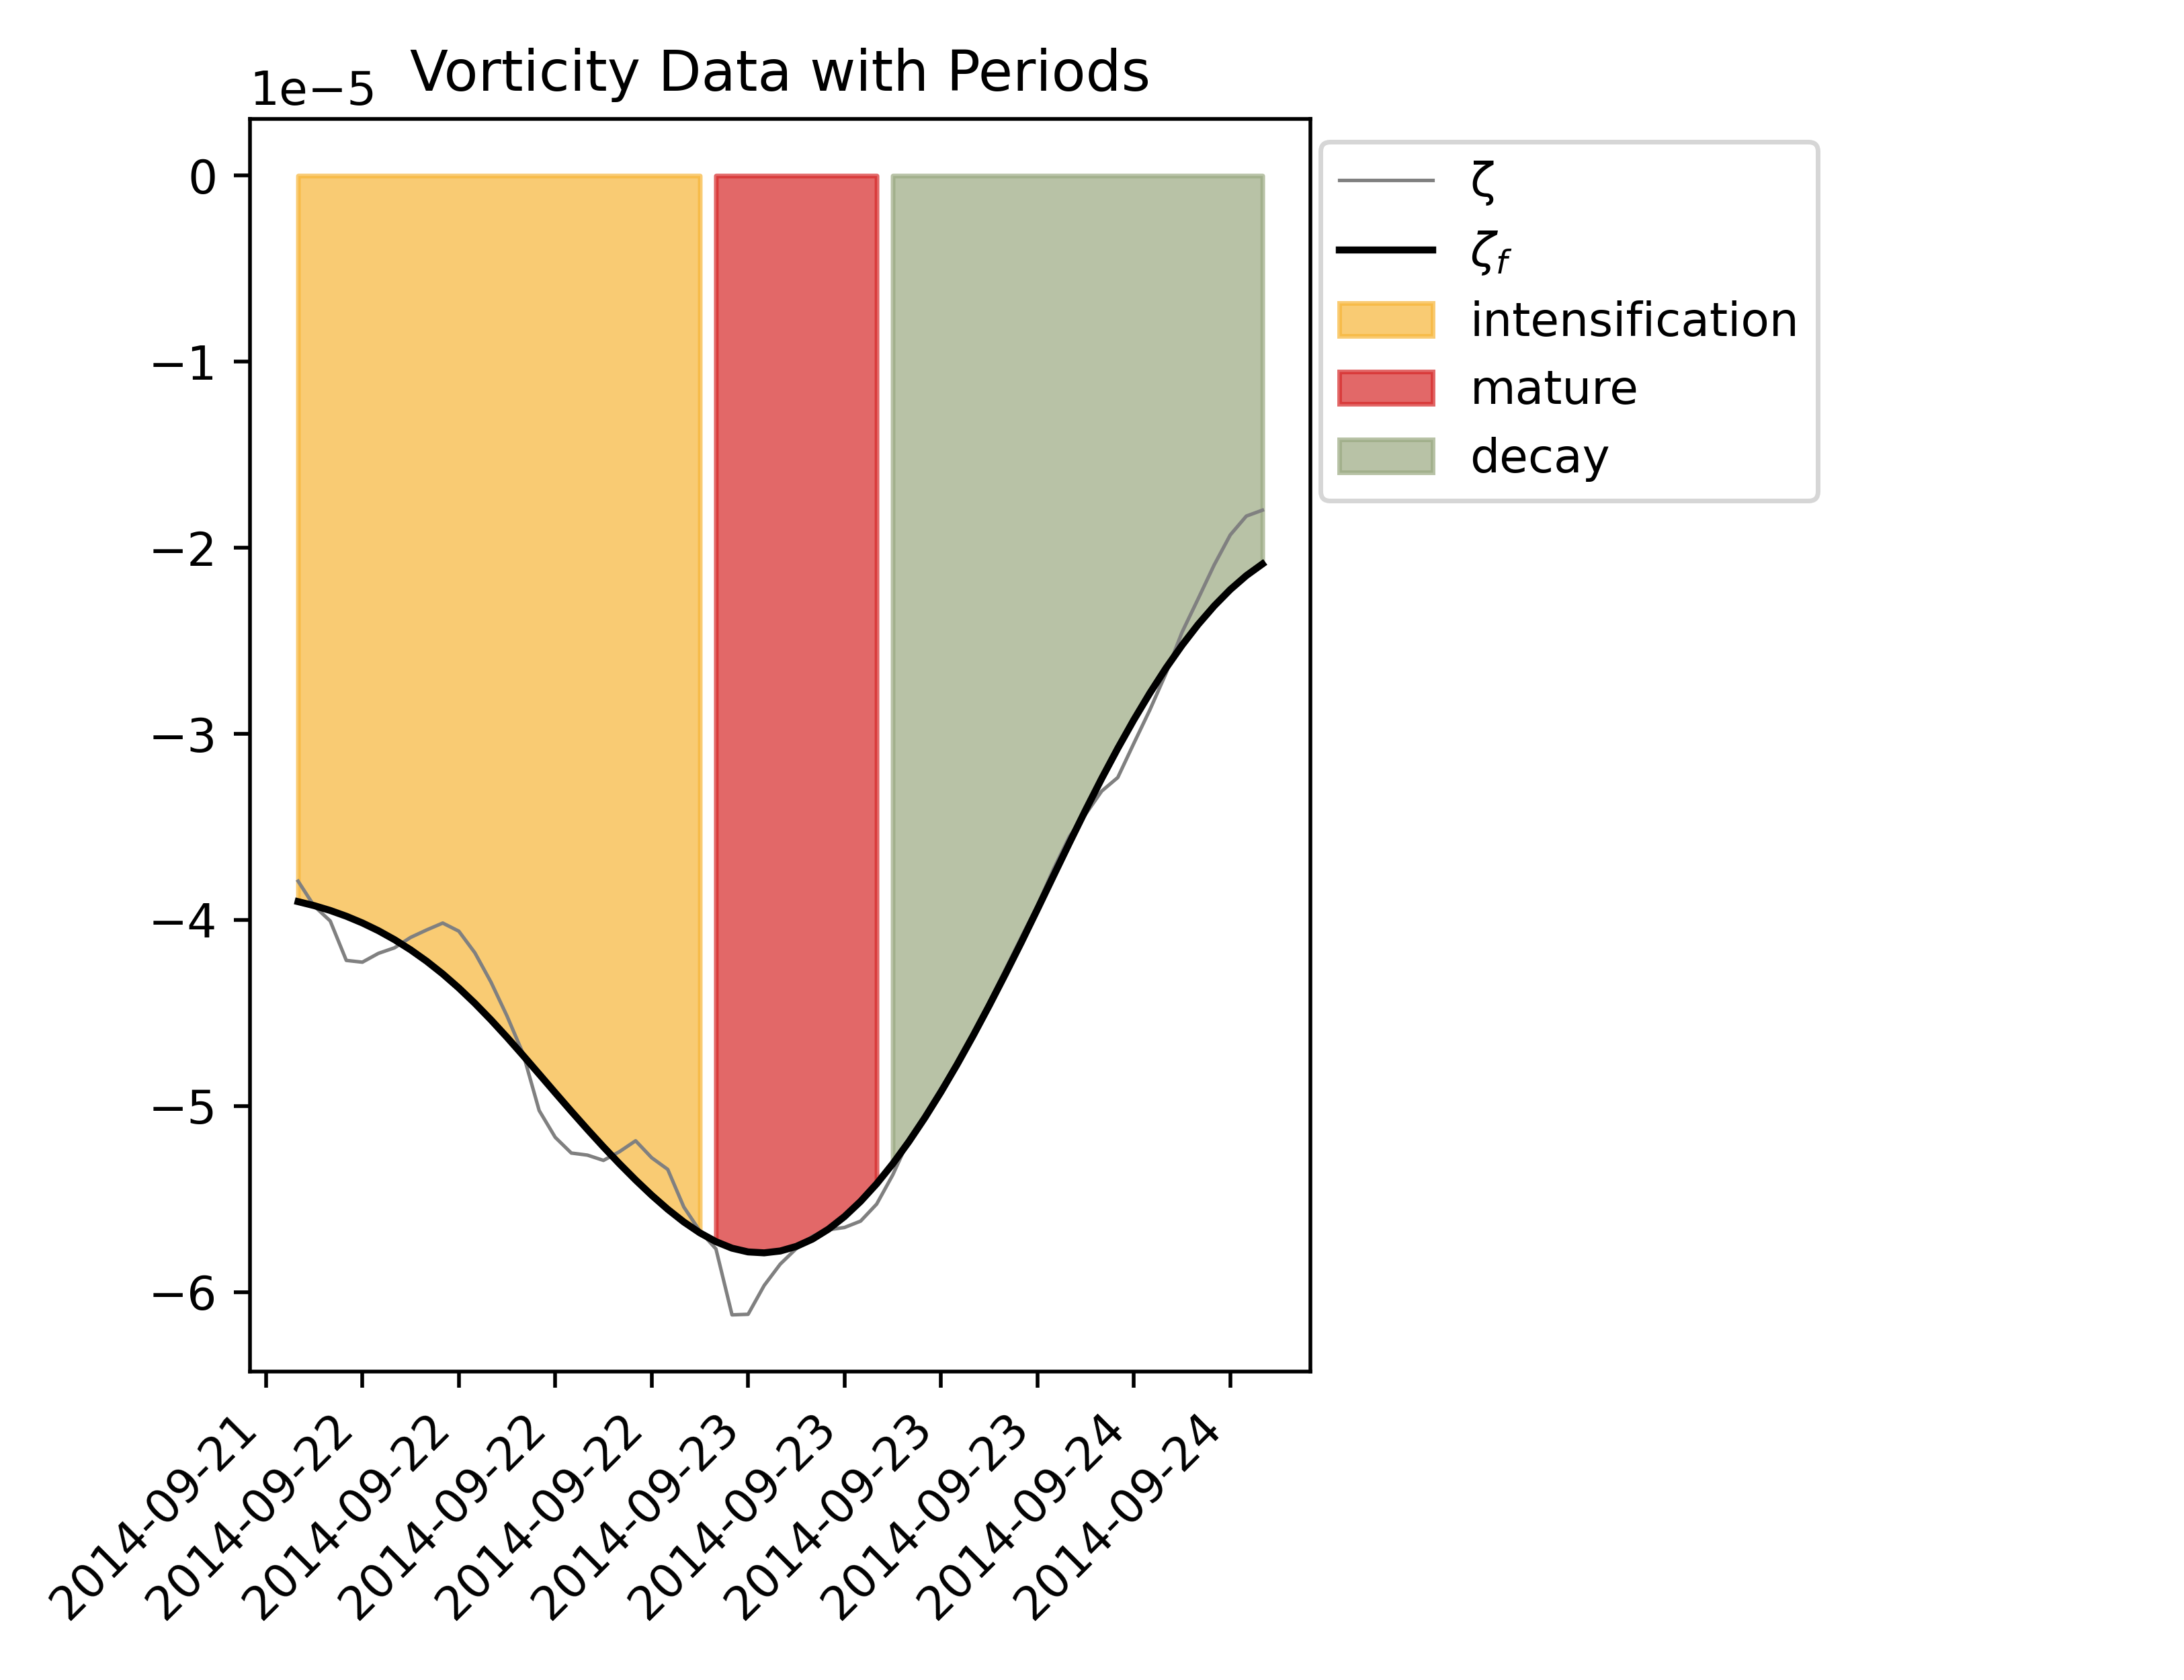 Vorticity Data with Periods
1e−5
0
−1
−2
−3
−4
−5
−6
ζ
ζf
intensification
mature
decay
2014-09-21
2014-09-22
2014-09-22
2014-09-22
2014-09-22
2014-09-23
2014-09-23
2014-09-23
2014-09-23
2014-09-24
2014-09-24